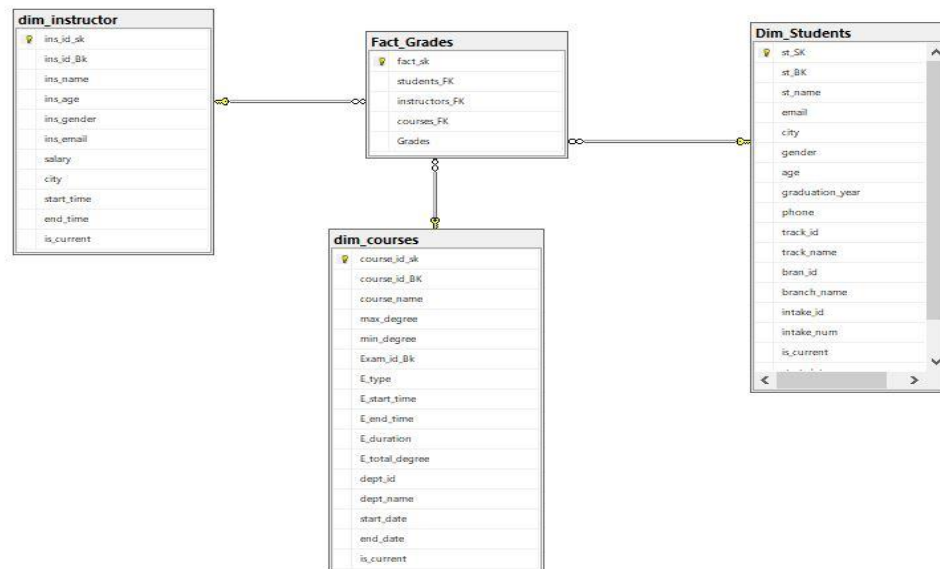 dim_instructor
ins_id_sk
ins_id_Bk
ins_name
ins_age
ins_gender
ins_email
salary
city
start_time
end_time
is_current
Fact_Grades
fact_sk
students_FK
instructors_FK
courses_FK
Grades
Dim_Students
st_SK
st_BK
st_name
email
city
gender
age
graduation_year
phone
track_id
track_name
bran_id
branch_name
intake_id
intake_num
is_current
dim_courses
course_id_sk
course_id_BK
course_name
max_degree
min_degree
Exam_id_Bk
E_type
E_start_time
E_end_time
E_duration
E_total_degree
dept_id
dept_name
start_date
end_date
is_current